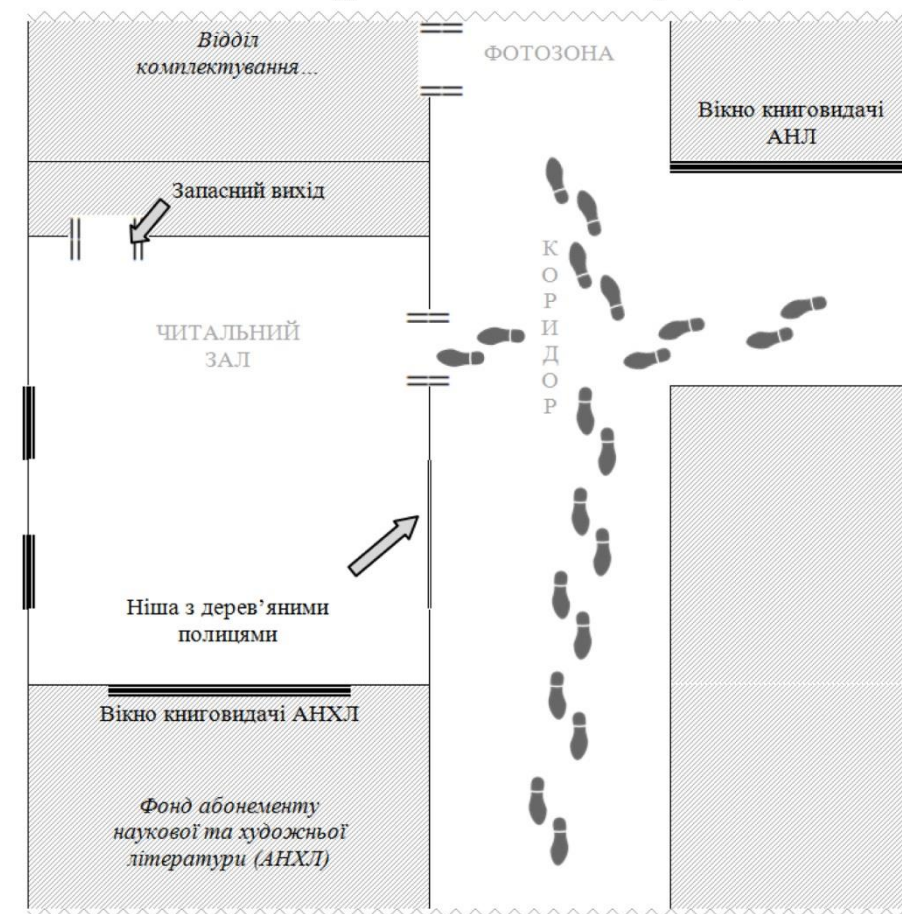 Відділ
комплектування…
ФОТОЗОНА
Вікно книговидачі
АНЛ
Запасний вихід
КОРИДОР
ЧИТАЛЬНИЙ
ЗАЛ
Ніша з дерев’яними
полицями
Вікно книговидачі АНХЛ
Фонд абонементу
наукової та художньої
літератури (АНХЛ)